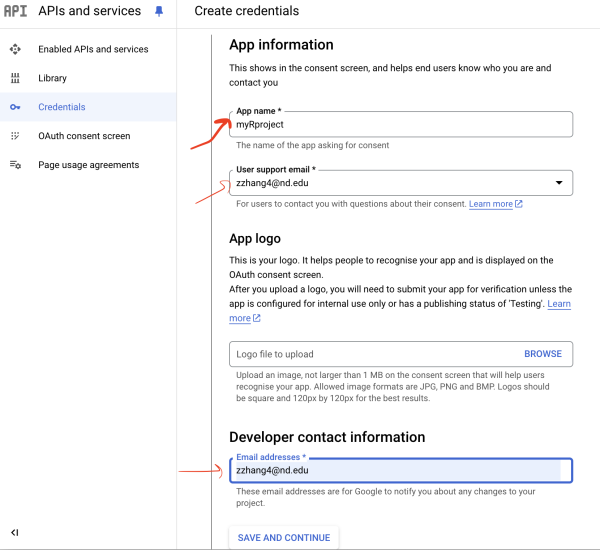 API APIs and services
Create credentials
Enabled APIs and services
Library
Credentials
OAuth consent screen
Page usage agreements
App information
This shows in the consent screen, and helps end users know who you are and
contact you
App name *
myRproject
The name of the app asking for consent
User support email *
zzhang4@nd.edu
For users to contact you with questions about their consent. Learn more
App logo
This is your logo. It helps people to recognise your app and is displayed on the
OAuth consent screen.
After you upload a logo, you will need to submit your app for verification unless the
app is configured for internal use only or has a publishing status of 'Testing'. Learn
more
Logo file to upload BROWSE
Upload an image, not larger than 1 MB on the consent screen that will help users
recognise your app. Allowed image formats are JPG, PNG and BMP. Logos should
be square and 120px by 120px for the best results.
Developer contact information
Email addresses *
zzhang4@nd.edu
These email addresses are for Google to notify you about any changes to your
project.
SAVE AND CONTINUE